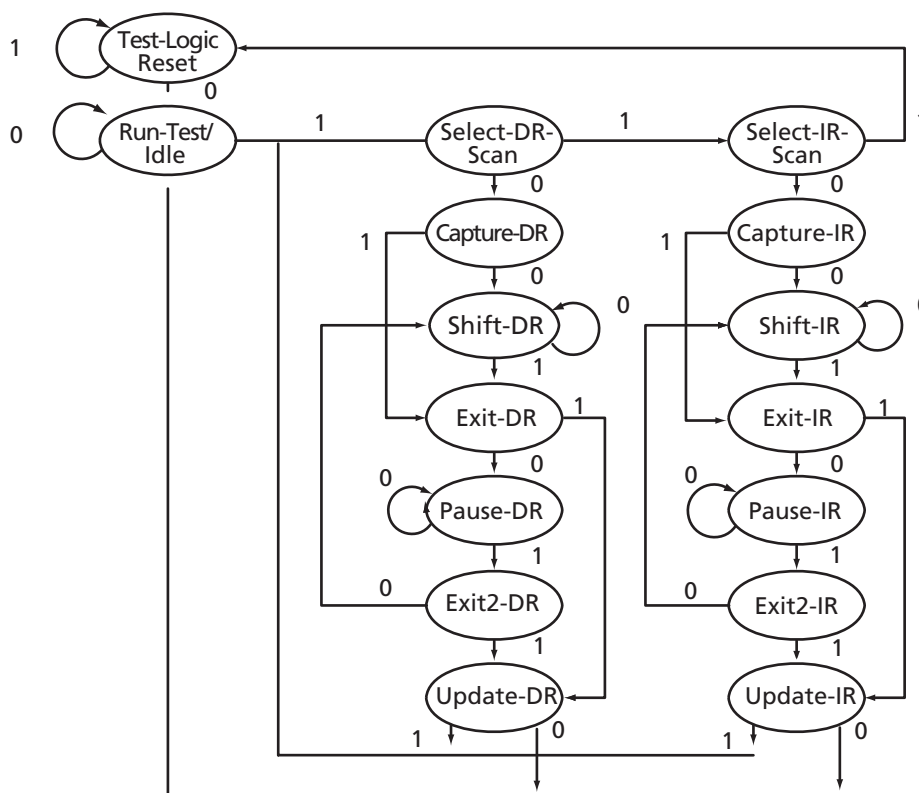 1
Test-Logic
Reset
0
0
Run-Test/
Idle
1
Select-DR-
Scan
1
Select-IR-
Scan
0
0
1
Capture-DR
1
Capture-IR
0
0
Shift-DR
0
Shift-IR
1
1
Exit-DR
1
Exit-IR
1
0
0
0
Pause-DR
0
Pause-IR
1
1
0
Exit2-DR
0
Exit2-IR
1
1
Update-DR
Update-IR
1
0
1
0